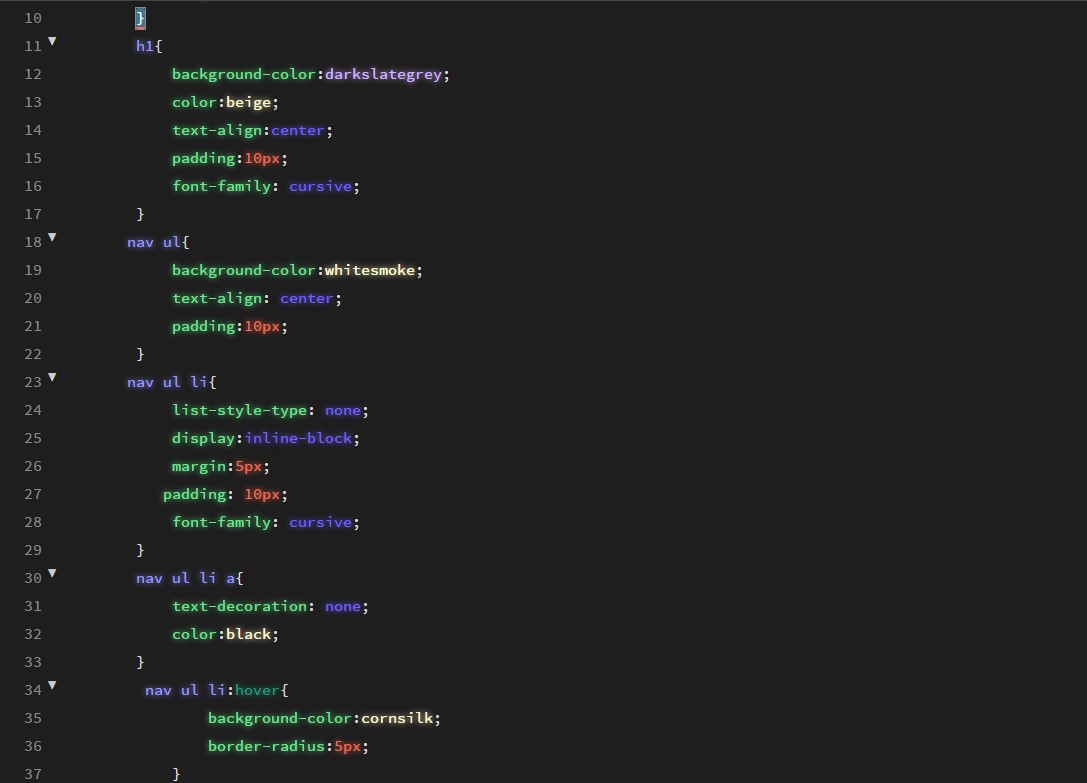 10 }
11 ▼ h1{
12 background-color:darkslategrey;
13 color:beige;
14 text-align:center;
15 padding:10px;
16 font-family: cursive;
17 }
18 ▼ nav ul{
19 background-color:whitesmoke;
20 text-align: center;
21 padding:10px;
22 }
23 ▼ nav ul li{
24 list-style-type: none;
25 display:inline-block;
26 margin:5px;
27 padding: 10px;
28 font-family: cursive;
29 }
30 ▼ nav ul li a{
31 text-decoration: none;
32 color:black;
33 }
34 ▼ nav ul li:hover{
35 background-color:cornsilk;
36 border-radius:5px;
37 }